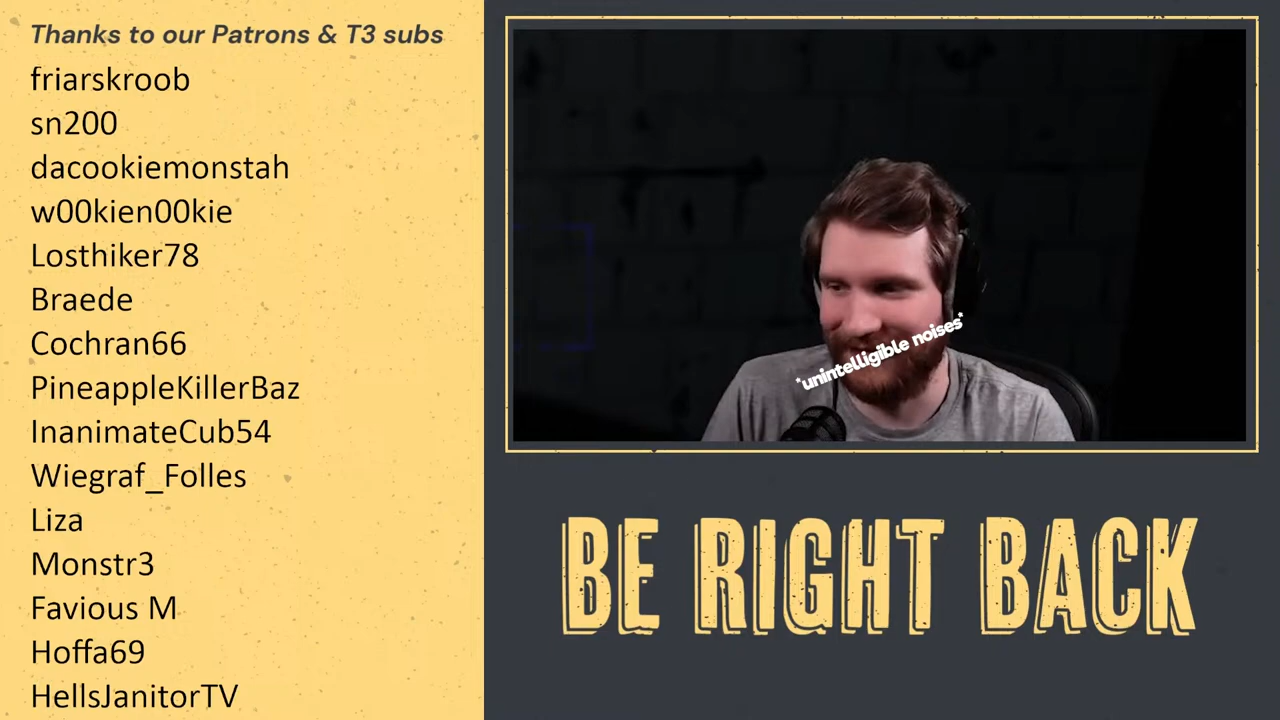 Thanks to our Patrons & T3 subs
friarskroob
sn200
dacookiemonstah
w00kien00kie
Losthiker78
Braede
Cochran66
PineappleKillerBaz
InanimateCub54
Wiegraf_Folles
Liza
Monstr3
Favious M
Hoffa69
HellsJanitorTV
*unintelligible noises*
BE RIGHT BACK